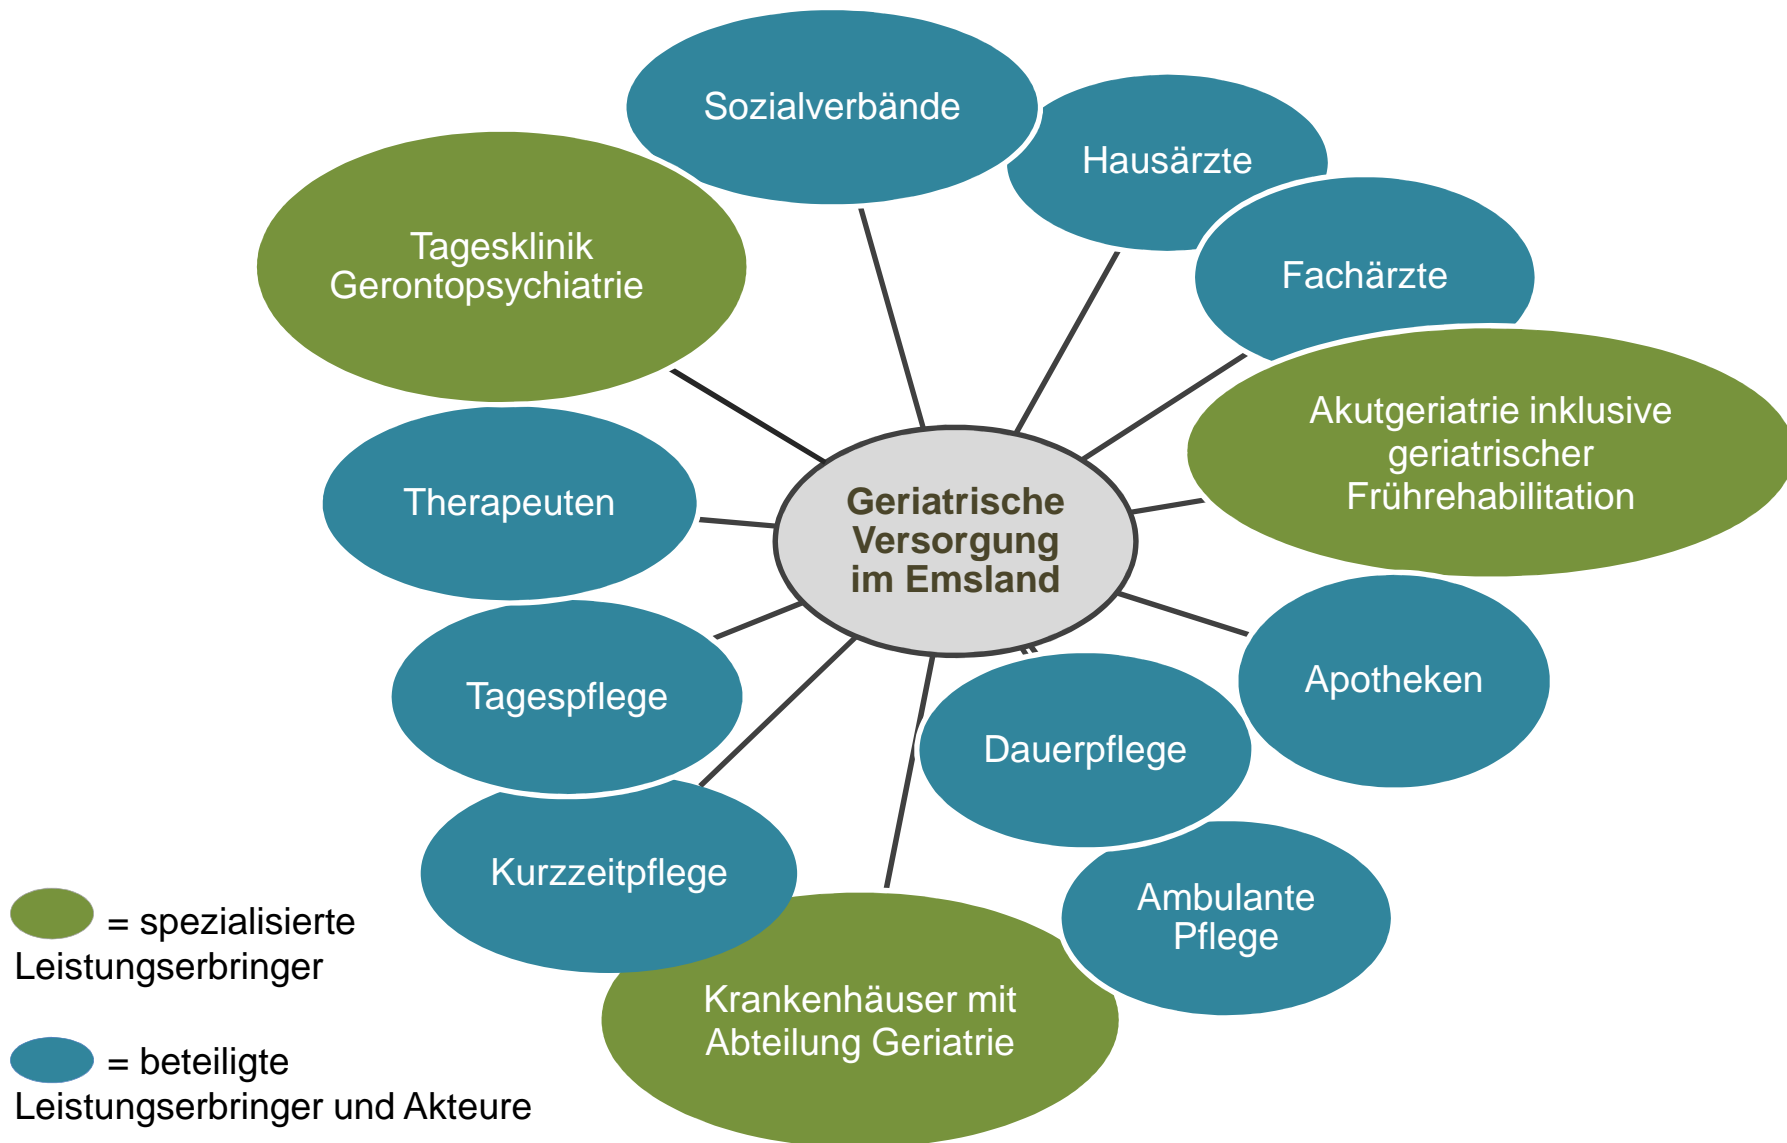 Sozialverbände
Hausärzte
Tagesklinik
Gerontopsychiatrie
Fachärzte
Akutgeriatrie inklusive
geriatrischer
Frührehabilitation
Therapeuten
Geriatrische
Versorgung
im Emsland
Tagespflege
Apotheken
Dauerpflege
Kurzzeitpflege
Ambulante
Pflege
Krankenhäuser mit
Abteilung Geriatrie
= spezialisierte
Leistungserbringer
= beteiligte
Leistungserbringer und Akteure